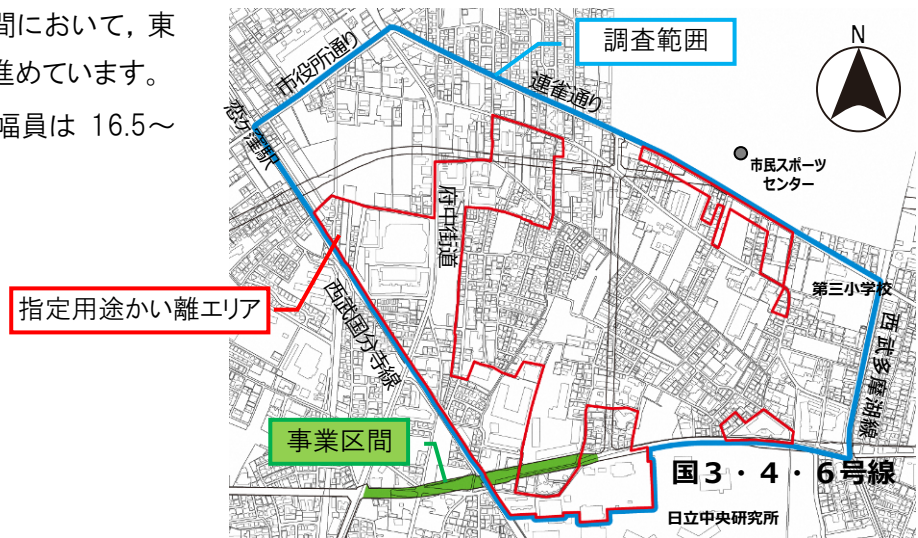 間において，東
進めています。
幅員は 16.5～
調査範囲
N
市役所通り
連雀通り
恋ヶ窪駅
市民スポーツ
センター
府中街道
第三小学校
指定用途かい離エリア
西武国分寺線
西武多摩湖線
事業区間
国3・4・6号線
日立中央研究所